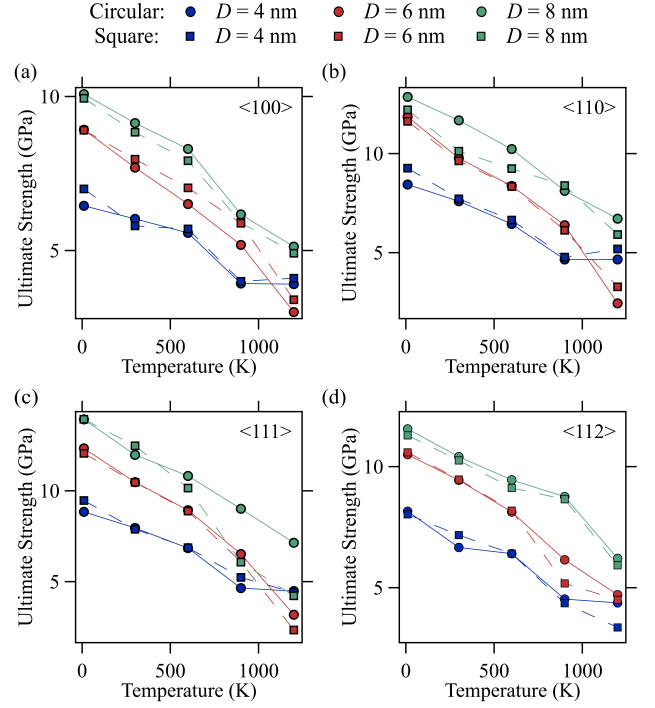 Circular: D = 4 nm D = 6 nm D = 8 nm
Square: D = 4 nm D = 6 nm D = 8 nm
(a) (b)
<100> <110>
10
5
Ultimate Strength (GPa)
0 500 1000
Temperature (K)
10
5
Ultimate Strength (GPa)
0 500 1000
Temperature (K)
(c) (d)
<111> <112>
10
5
Ultimate Strength (GPa)
0 500 1000
Temperature (K)
10
5
Ultimate Strength (GPa)
0 500 1000
Temperature (K)